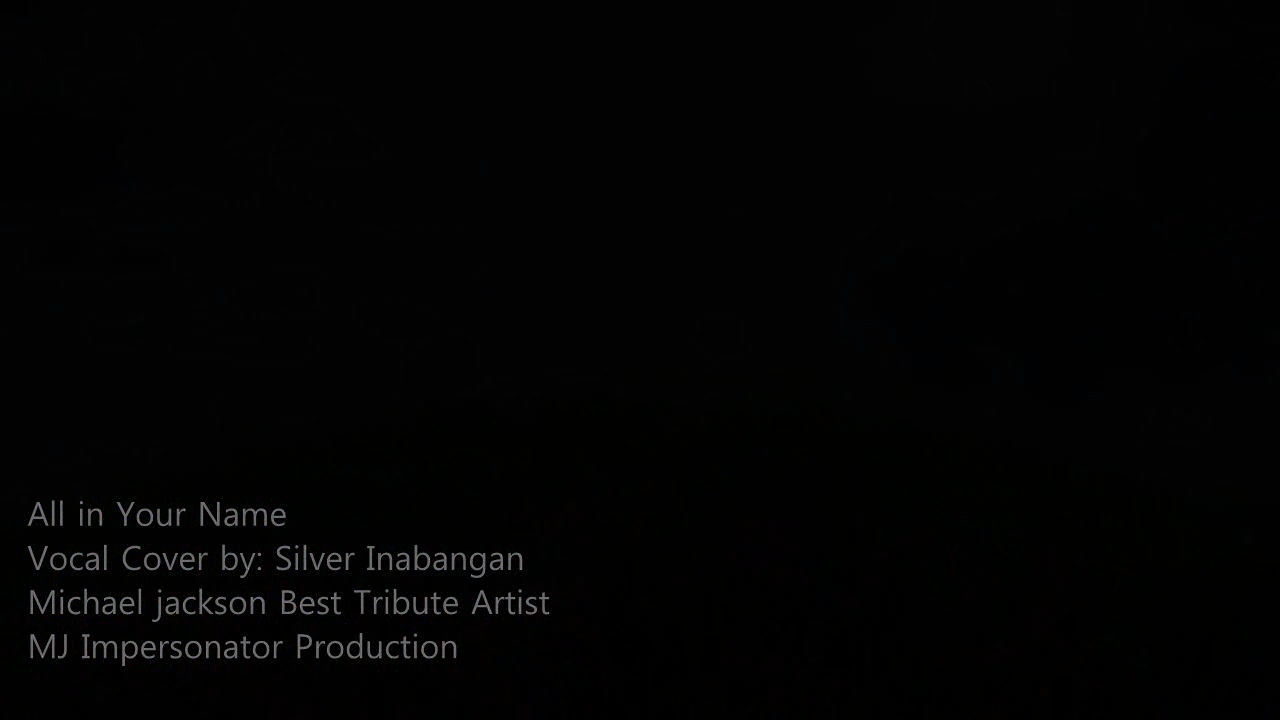 All in Your Name
Vocal Cover by: Silver Inabangan
Michael jackson Best Tribute Artist
MJ Impersonator Production